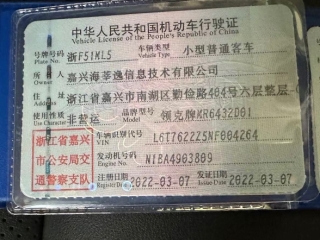 中华人民共和国机动车行驶证
Vehicle License of the People's Republic of China
号牌号码 浙F51ML5 车辆类型 小型普通客车
Plate No. Vehicle Type
所有人 嘉兴海莘逸信息技术有限公司
Owner
住址 浙江省嘉兴市南湖区勤俭路484号六层整层
Address
使用性质 非营运 品牌型号 领克牌KR6432D01
Use Character Model
浙江省嘉兴市公安局交通警察支队
车辆识别代号 L6T7622Z5NF004264
VIN
发动机号码 N1BA4903809
Engine No.
注册日期 2022-03-07 发证日期 2022-03-07
Register Date Issue Date